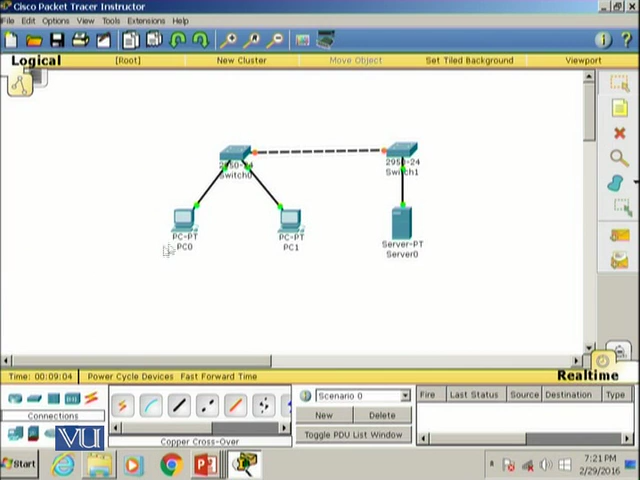 Cisco Packet Tracer Instructor
File Edit Options View Tools Extensions Help
Logical [Root] New Cluster Move Object Set Tiled Background Viewport
2950-24
Switch0
2950-24
Switch1
PC-PT
PC0
PC-PT
PC1
Server-PT
Server0
Time: 00:09:04 Power Cycle Devices Fast Forward Time Realtime
Connections
Copper Cross-Over
Scenario 0
New Delete
Toggle PDU List Window
Fire Last Status Source Destination Type
VU
Start
7:21 PM
2/29/2016